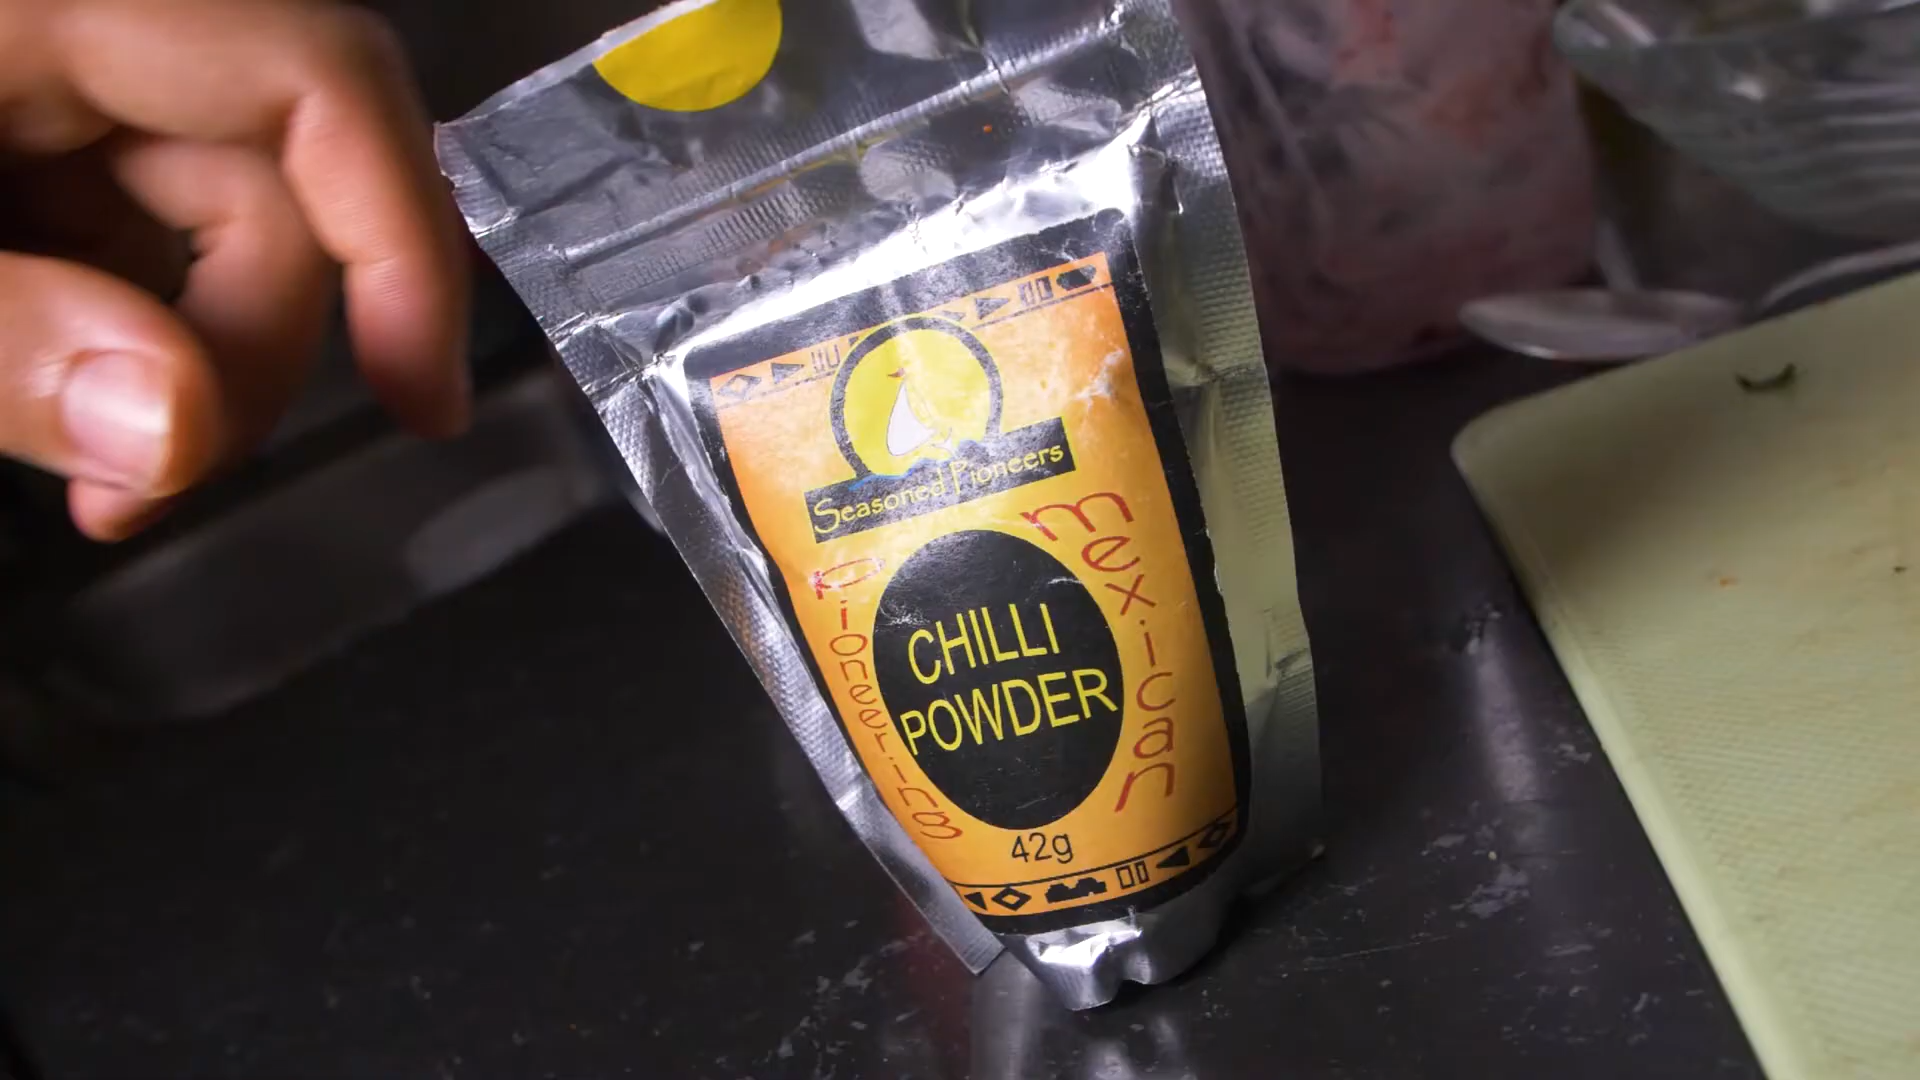 Seasoned Pioneers
pioneering
mexican
CHILLI
POWDER
42g